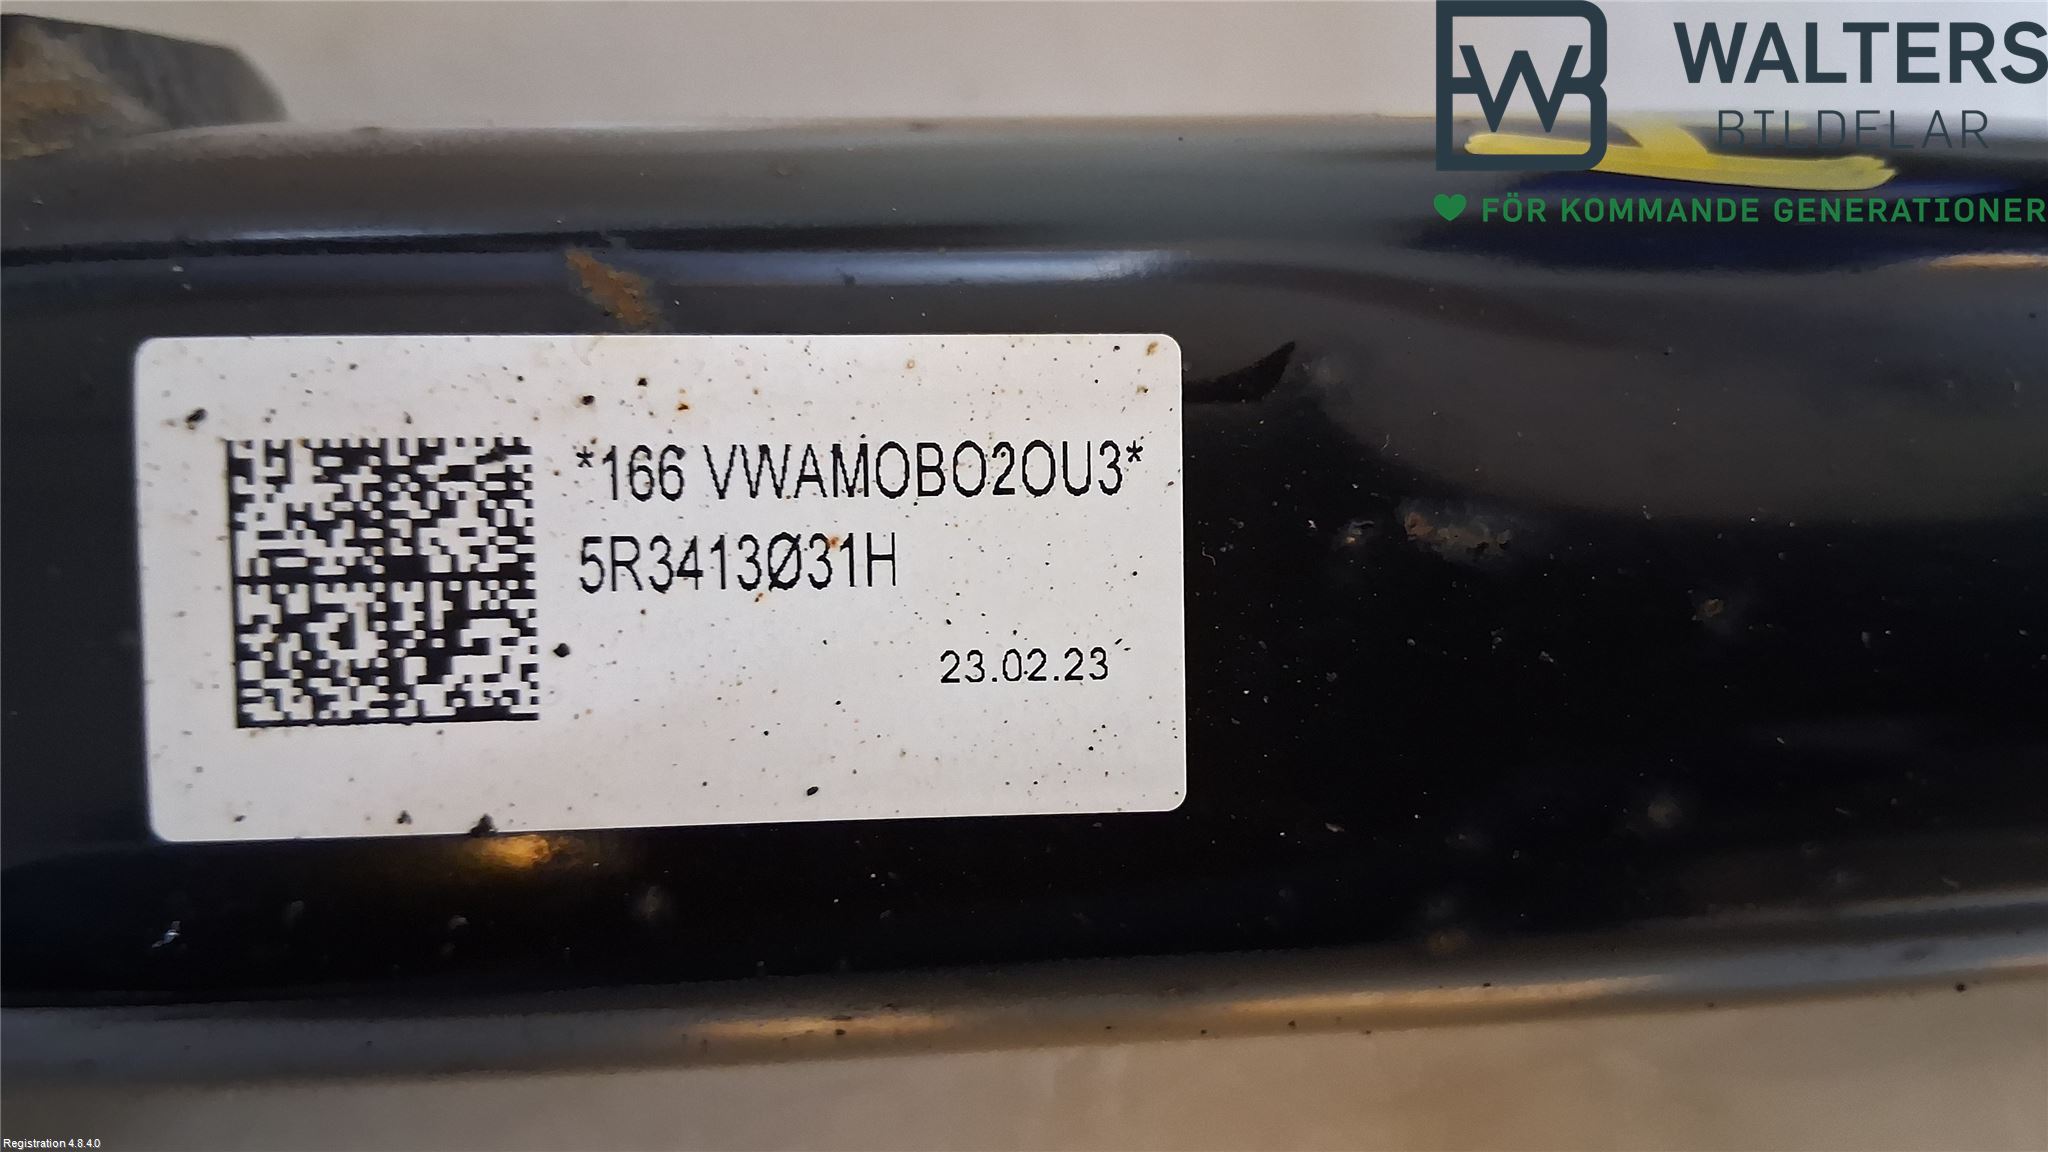 WALTERS
BILDELAR
FÖR KOMMANDE GENERATIONER
*166 VWAMOBO2OU3*
5R3413Ø31H
23.02.23
Registration 4.8.4.0